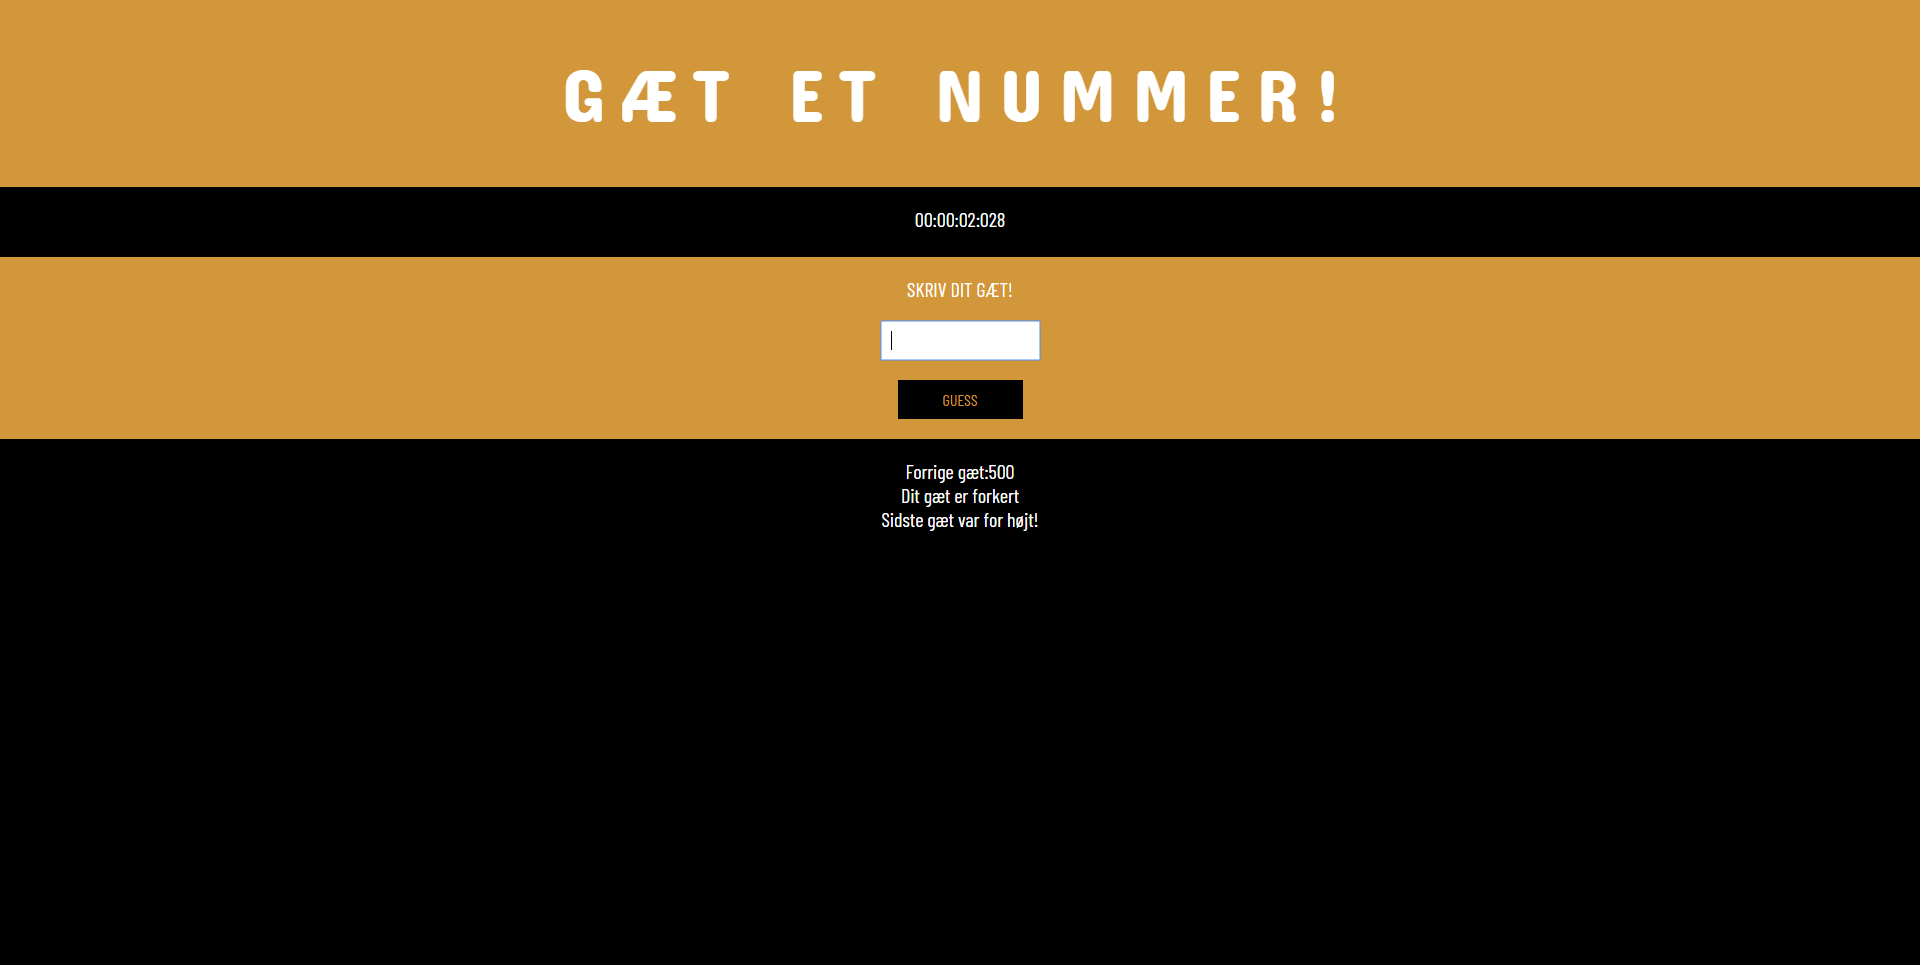 GÆT ET NUMMER!
00:00:02:028
SKRIV DIT GÆT!
GUESS
Forrige gæt:500
Dit gæt er forkert
Sidste gæt var for højt!